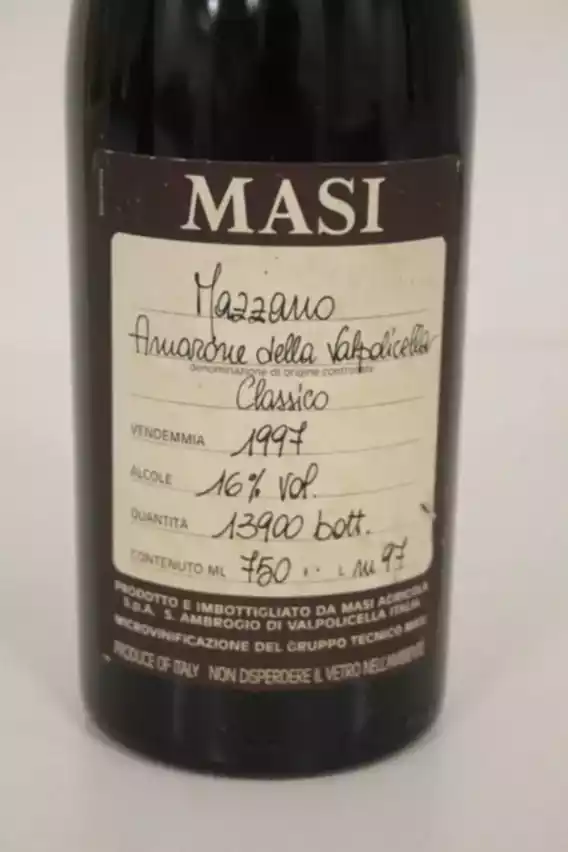 MASI
Mazzano
Amarone della Valpolicella
denominazione di origine controllata
Classico
VENDEMMIA 1997
ALCOLE 16% vol.
QUANTITÀ 13900 bott.
CONTENUTO ML 750 L m 97
PRODOTTO E IMBOTTIGLIATO DA MASI AGRICOLA
S.P.A. S. AMBROGIO DI VALPOLICELLA ITALIA
MICROVINIFICAZIONE DEL GRUPPO TECNICO MASI
PRODUCE OF ITALY NON DISPERDERE IL VETRO NELL'AMBIENTE